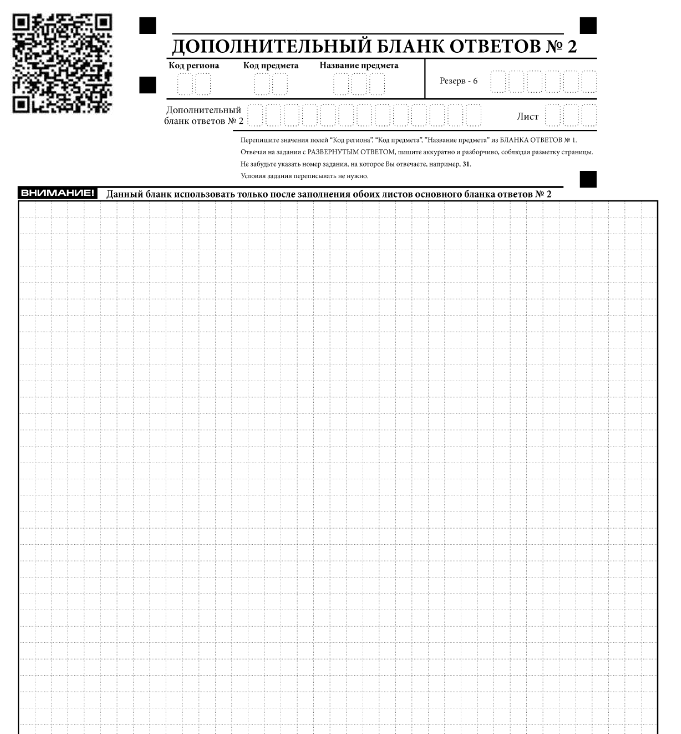 ДОПОЛНИТЕЛЬНЫЙ БЛАНК ОТВЕТОВ № 2
Код региона Код предмета Название предмета
Резерв - 6
Дополнительный
бланк ответов № 2
Лист
Перепишите значения полей "Код региона", "Код предмета", "Название предмета" из БЛАНКА ОТВЕТОВ № 1.
Отвечая на задания с РАЗВЕРНУТЫМ ОТВЕТОМ, пишите аккуратно и разборчиво, соблюдая разметку страницы.
Не забудьте указать номер задания, на которое Вы отвечаете, например, 31.
Условия задания переписывать не нужно.
ВНИМАНИЕ! Данный бланк использовать только после заполнения обоих листов основного бланка ответов № 2